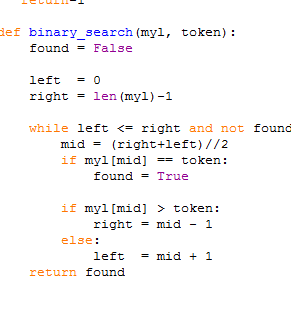 return-1
def binary_search(myl, token):
    found = False

    left  = 0
    right = len(myl)-1

    while left <= right and not found
        mid = (right+left)//2
        if myl[mid] == token:
            found = True

        if myl[mid] > token:
            right = mid - 1
        else:
            left  = mid + 1
    return found